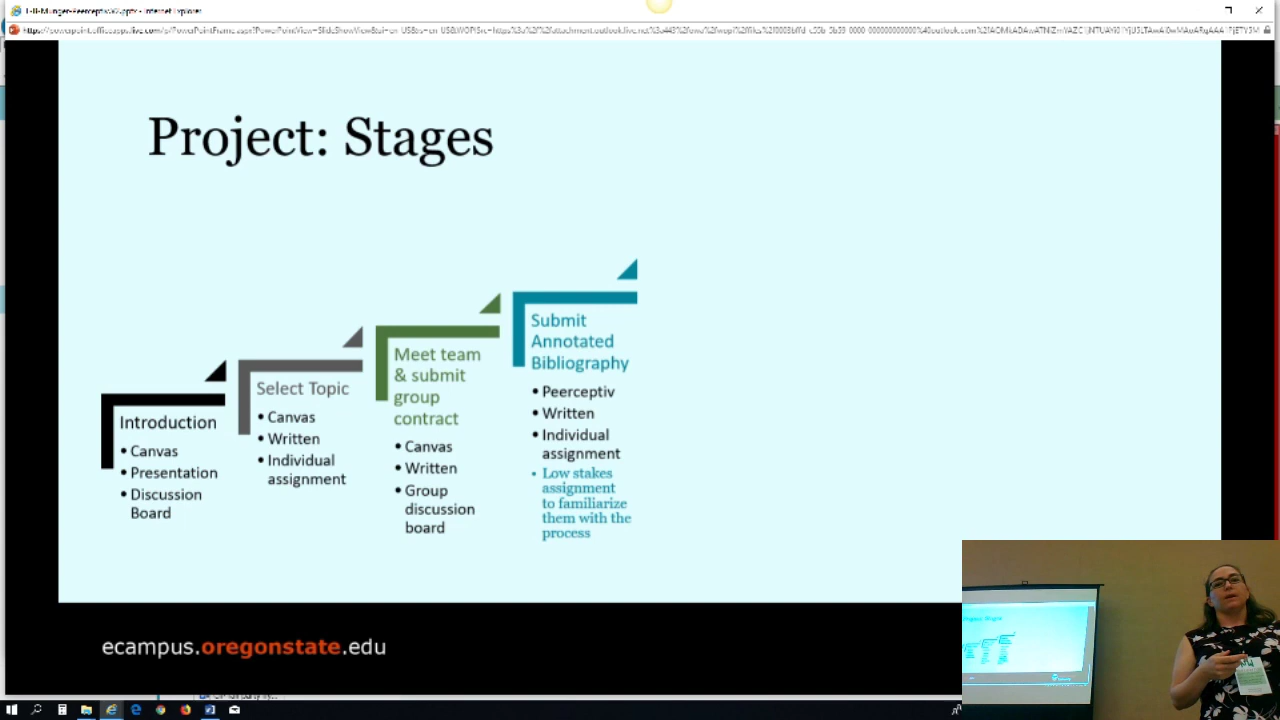 Project: Stages
Introduction
• Canvas
• Presentation
• Discussion
Board
Select Topic
• Canvas
• Written
• Individual
assignment
Meet team
& submit
group
contract
• Canvas
• Written
• Group
discussion
board
Submit
Annotated
Bibliography
• Peerceptiv
• Written
• Individual
assignment
• Low stakes
assignment
to familiarize
them with the
process
ecampus.oregonstate.edu
Project: Stages